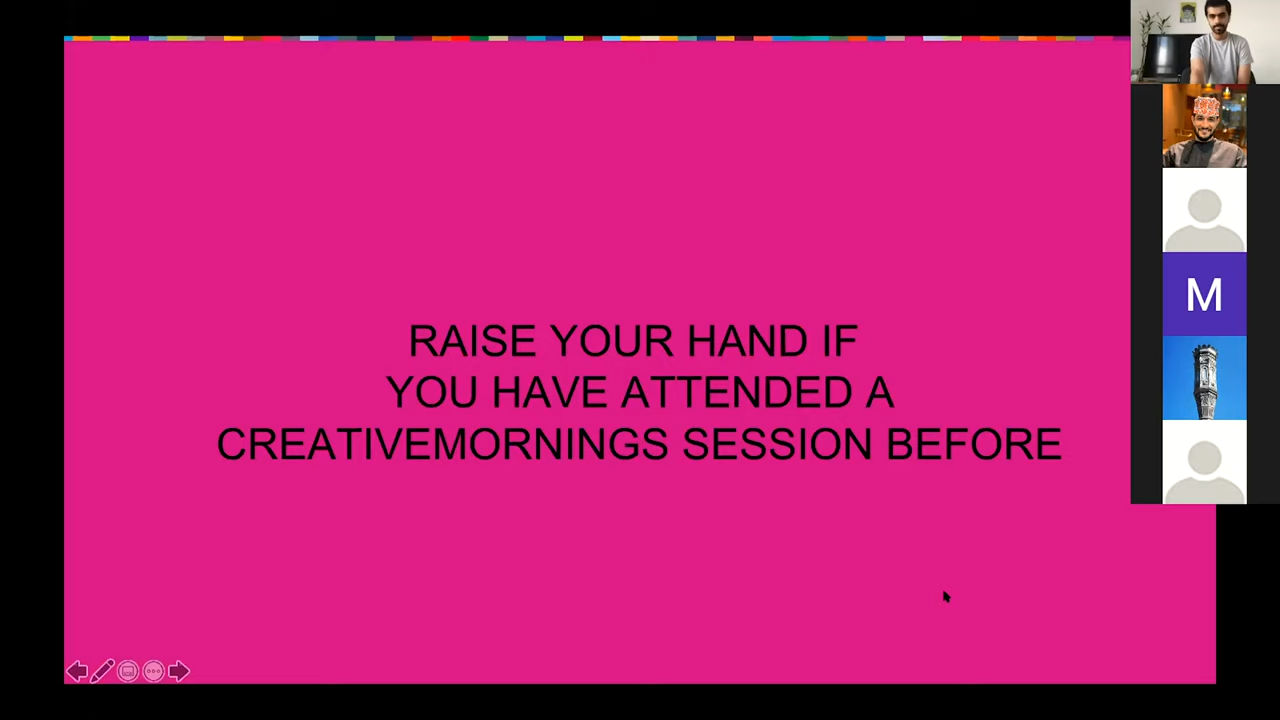 RAISE YOUR HAND IF
YOU HAVE ATTENDED A
CREATIVEMORNINGS SESSION BEFORE
M